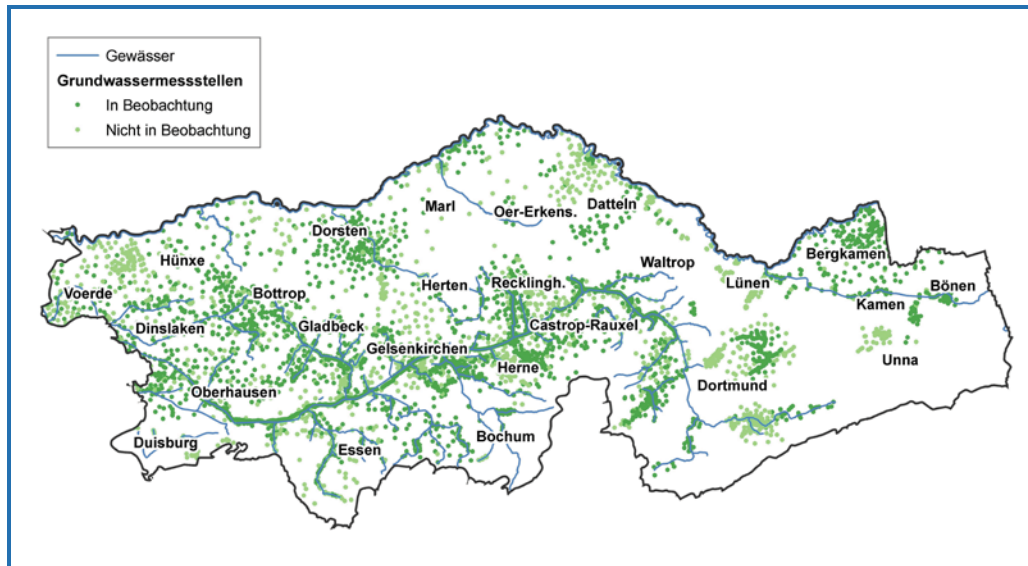 Gewässer
Grundwassermessstellen
In Beobachtung
Nicht in Beobachtung
Marl
Oer-Erkens.
Datteln
Dorsten
Hünxe
Bergkamen
Waltrop
Voerde
Bottrop
Herten
Recklingh.
Lünen
Kamen
Bönen
Dinslaken
Gladbeck
Castrop-Rauxel
Gelsenkirchen
Unna
Herne
Oberhausen
Dortmund
Duisburg
Essen
Bochum